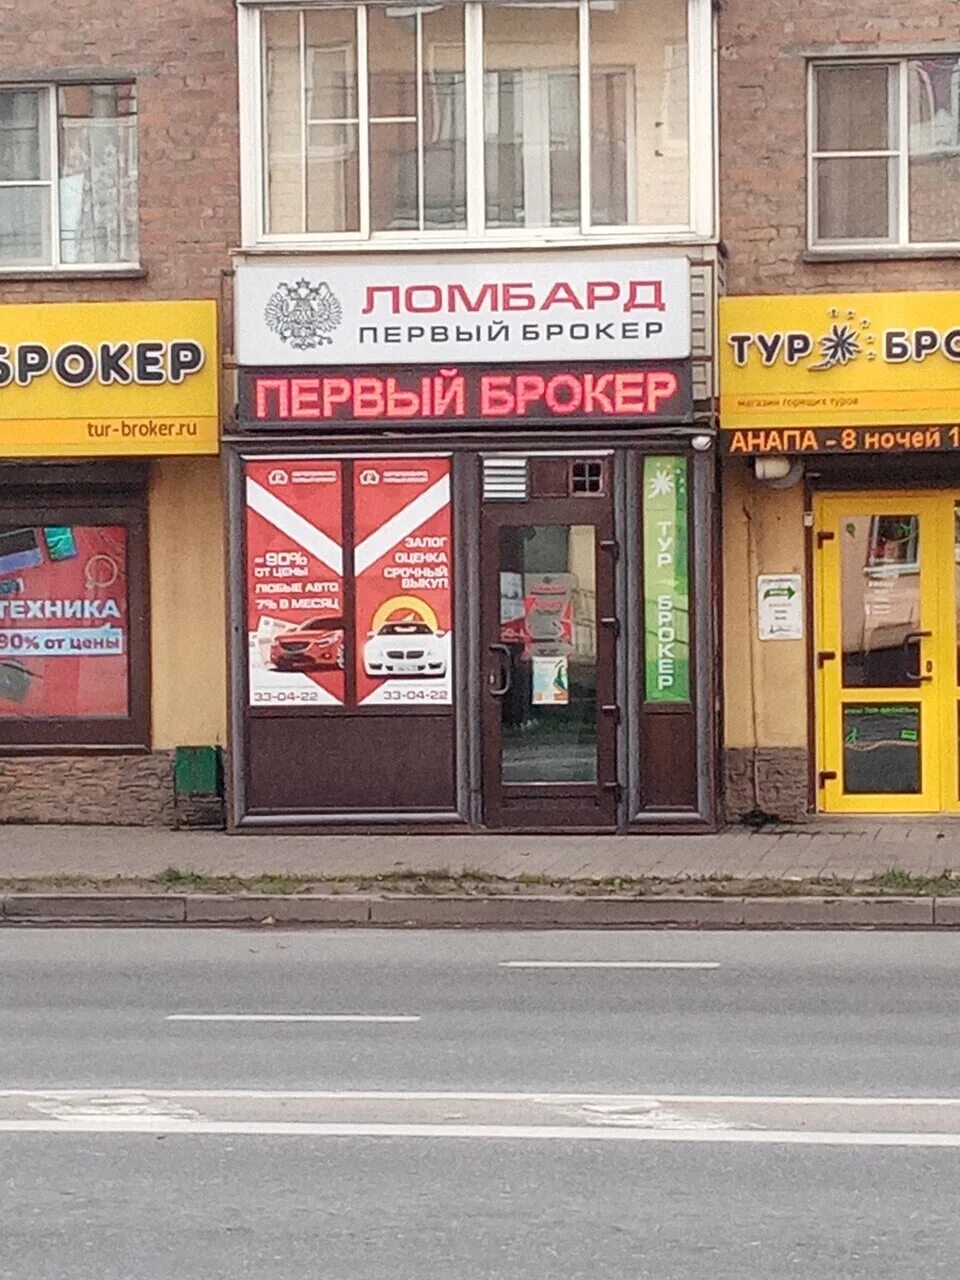 ЛОМБАРД
ПЕРВЫЙ БРОКЕР
ПЕРВЫЙ БРОКЕР
БРОКЕР
tur-broker.ru
ТУР БРО
магазин горящих туров
АНАПА - 8 ночей 1
ТЕХНИКА
90% от цены
-90%
ОТ ЦЕНЫ
ЛЮБЫЕ АВТО
7% В МЕСЯЦ
33-04-22
ЗАЛОГ
ОЦЕНКА
СРОЧНЫЙ
ВЫКУП
33-04-22
ТУР БРОКЕР